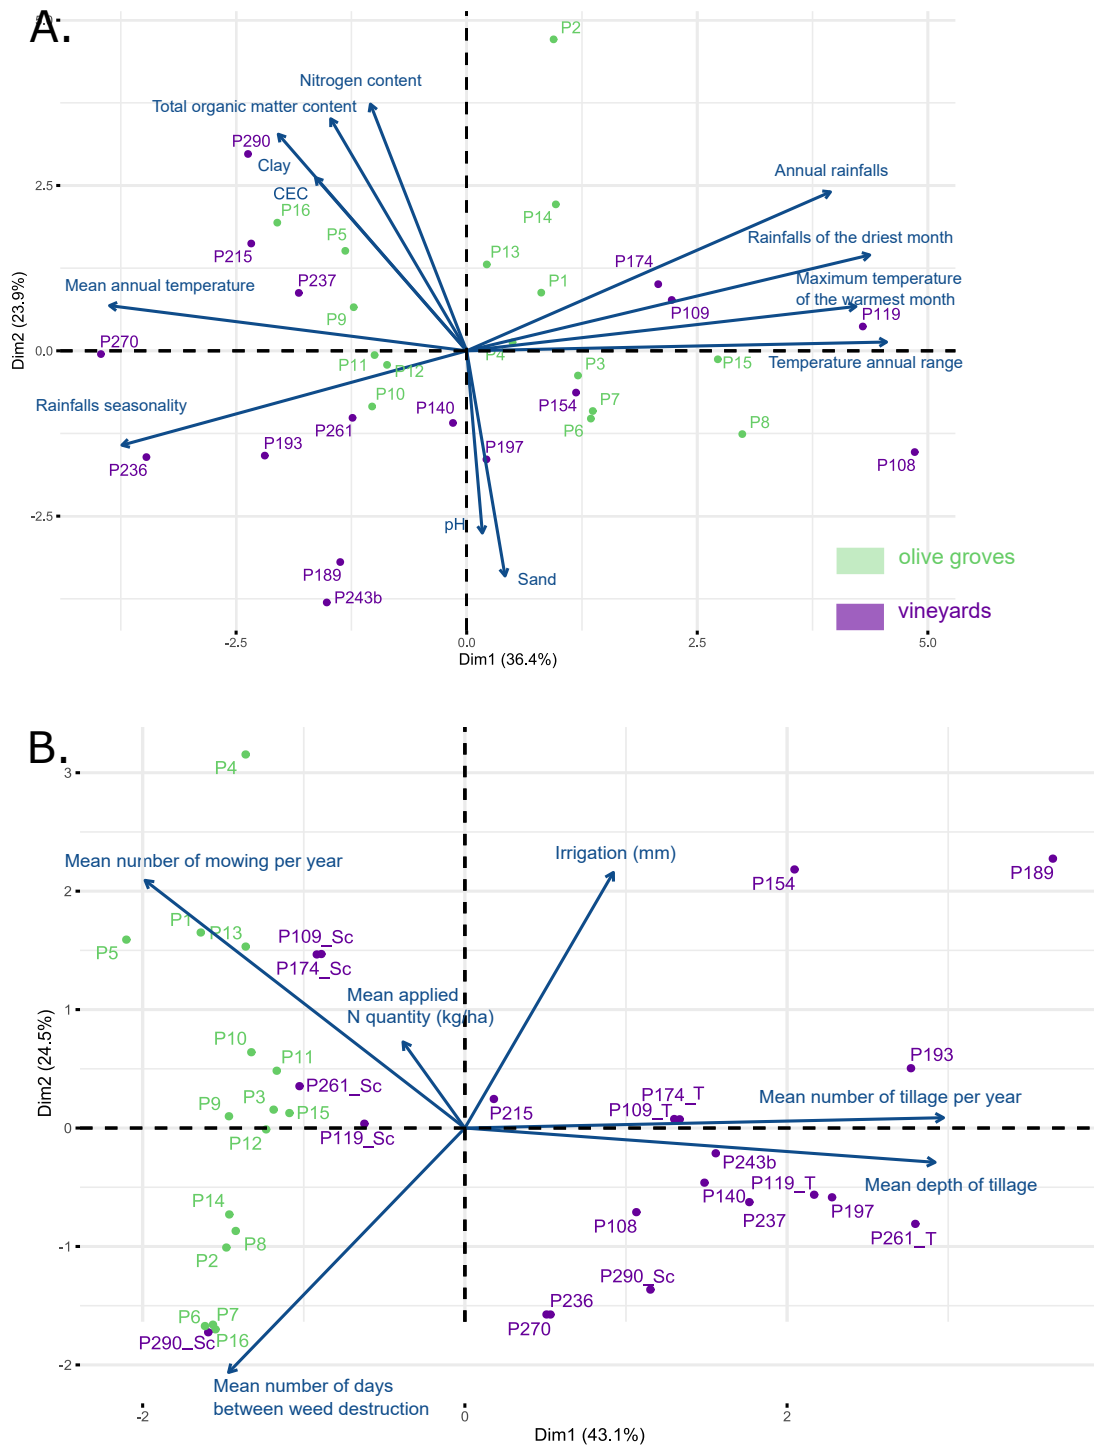 A.
5.0
P2
Nitrogen content
Total organic matter content
P290
Clay
Annual rainfalls
2.5
CEC
P16
P14
P5
Rainfalls of the driest month
P215
P13
P174
Mean annual temperature
P237
P1
Maximum temperature
of the warmest month
P9
P109
P119
Dim2 (23.9%)
P270
0.0
P4
P11
P12
P3
P15
Temperature annual range
Rainfalls seasonality
P10
P140
P154
P7
P261
P6
P8
P193
P197
P236
P108
-2.5
pH
P189
Sand
P243b
olive groves
vineyards
-2.5
0.0
2.5
5.0
Dim1 (36.4%)
B.
P4
3
Mean number of mowing per year
Irrigation (mm)
P154
P189
2
P1
P13
P5
P109_Sc
P174_Sc
Mean applied
N quantity (kg/ha)
1
P10
P11
P193
Dim2 (24.5%)
P261_Sc
P3
P9
P15
P215
P174_T
P109_T
Mean number of tillage per year
0
P12
P119_Sc
P243b
P140
P119_T
Mean depth of tillage
P14
P108
P237
P197
P8
P261_T
-1
P2
P290_Sc
P6
P7
P236
P290_Sc
P16
P270
-2
Mean number of days
between weed destruction
-2
0
2
Dim1 (43.1%)